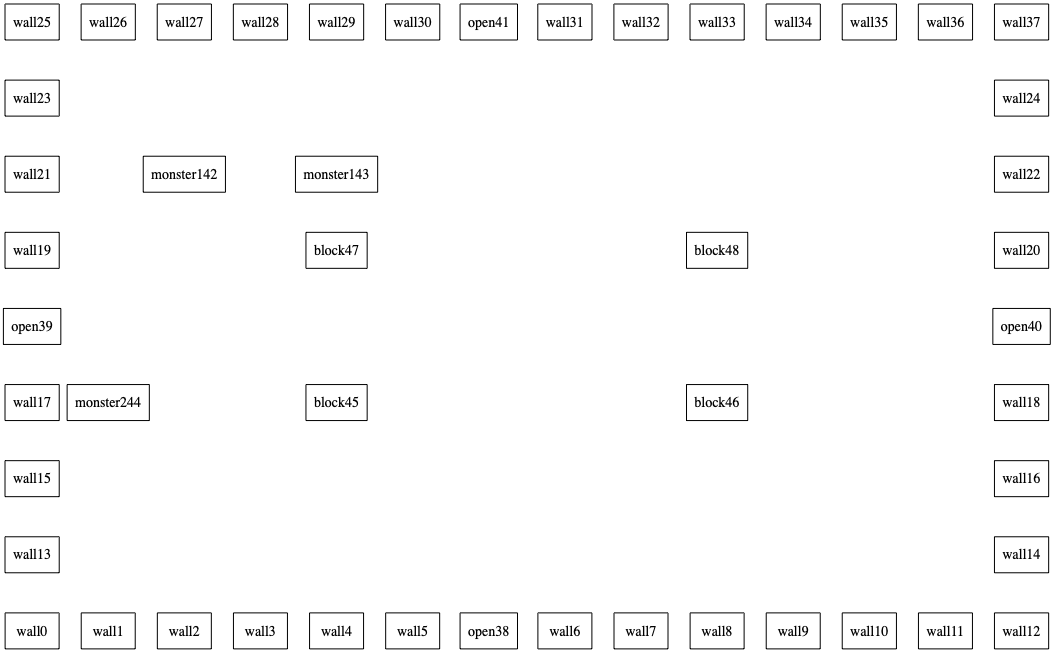 wall25 wall26 wall27 wall28 wall29 wall30 open41 wall31 wall32 wall33 wall34 wall35 wall36 wall37
wall23 wall24
wall21 monster142 monster143 wall22
wall19 block47 block48 wall20
open39 open40
wall17 monster244 block45 block46 wall18
wall15 wall16
wall13 wall14
wall0 wall1 wall2 wall3 wall4 wall5 open38 wall6 wall7 wall8 wall9 wall10 wall11 wall12